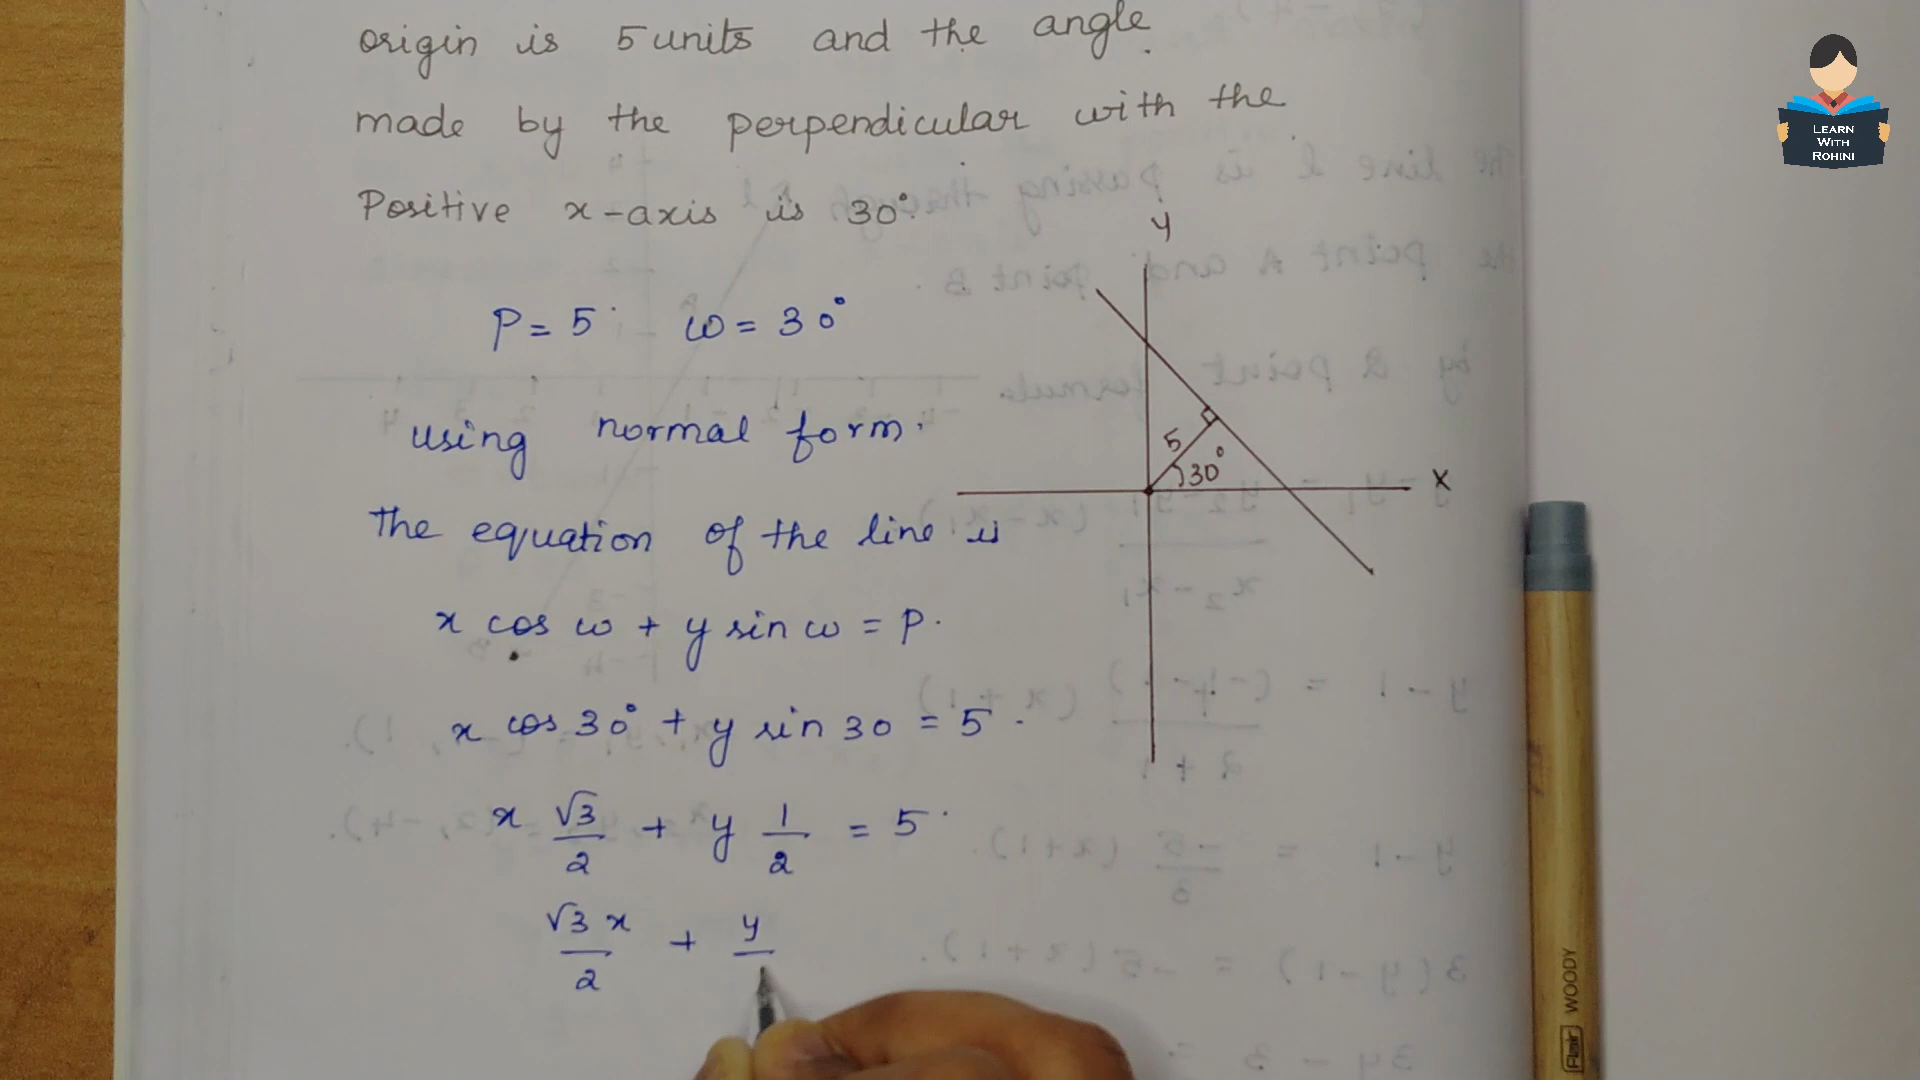 origin is 5 units and the angle
made by the perpendicular with the
Positive x-axis is 30°.
P = 5 ω = 30°
using normal form.
The equation of the line is
x cos ω + y sin ω = P.
x cos 30° + y sin 30 = 5.
x √3/2 + y 1/2 = 5
√3 x/2 + y/
Y
5
30°
X
LEARN
WITH
ROHINI
Flair WOODY